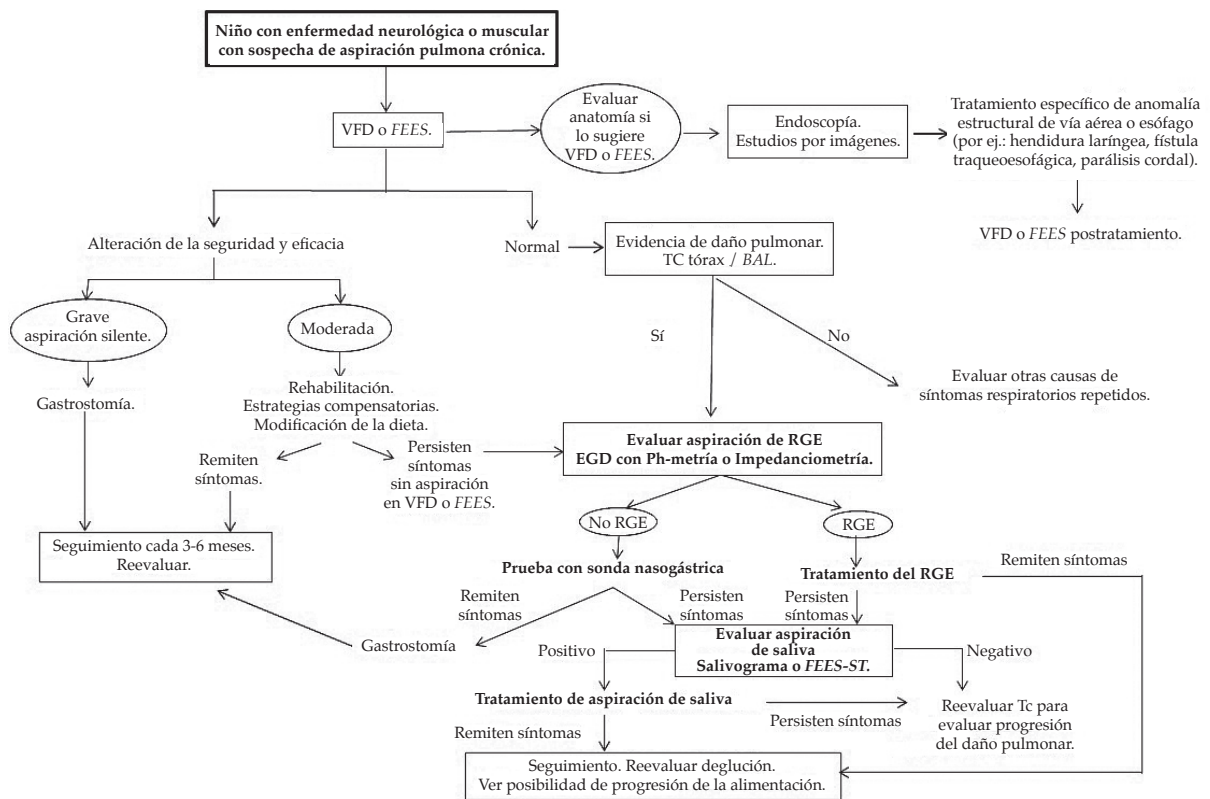 Niño con enfermedad neurológica o muscular
con sospecha de aspiración pulmona crónica.
VFD o FEES.
Evaluar
anatomía si
lo sugiere
VFD o FEES.
Endoscopía.
Estudios por imágenes.
Tratamiento específico de anomalía
estructural de vía aérea o esófago
(por ej.: hendidura laríngea, fístula
traqueoesofágica, parálisis cordal).
VFD o FEES postratamiento.
Alteración de la seguridad y eficacia
Normal
Evidencia de daño pulmonar.
TC tórax / BAL.
Grave
aspiración silente.
Moderada
Sí
No
Gastrostomía.
Rehabilitación.
Estrategias compensatorias.
Modificación de la dieta.
Evaluar otras causas de
síntomas respiratorios repetidos.
Remiten
síntomas.
Persisten
síntomas
sin aspiración
en VFD o FEES.
Evaluar aspiración de RGE
EGD con Ph-metría o Impedanciometría.
No RGE
RGE
Seguimiento cada 3-6 meses.
Reevaluar.
Prueba con sonda nasogástrica
Tratamiento del RGE
Remiten síntomas
Remiten
síntomas
Persisten
síntomas
Persisten
síntomas
Gastrostomía
Evaluar aspiración
de saliva
Salivograma o FEES-ST.
Positivo
Negativo
Tratamiento de aspiración de saliva
Persisten síntomas
Reevaluar Tc para
evaluar progresión
del daño pulmonar.
Remiten síntomas
Seguimiento. Reevaluar deglución.
Ver posibilidad de progresión de la alimentación.